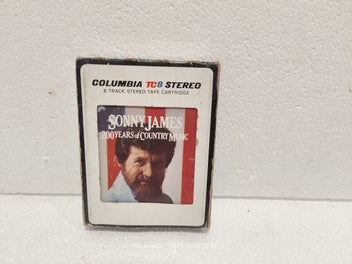 COLUMBIA TC8 STEREO
8-TRACK STEREO TAPE CARTRIDGE
SONNY JAMES
200 YEARS of COUNTRY MUSIC